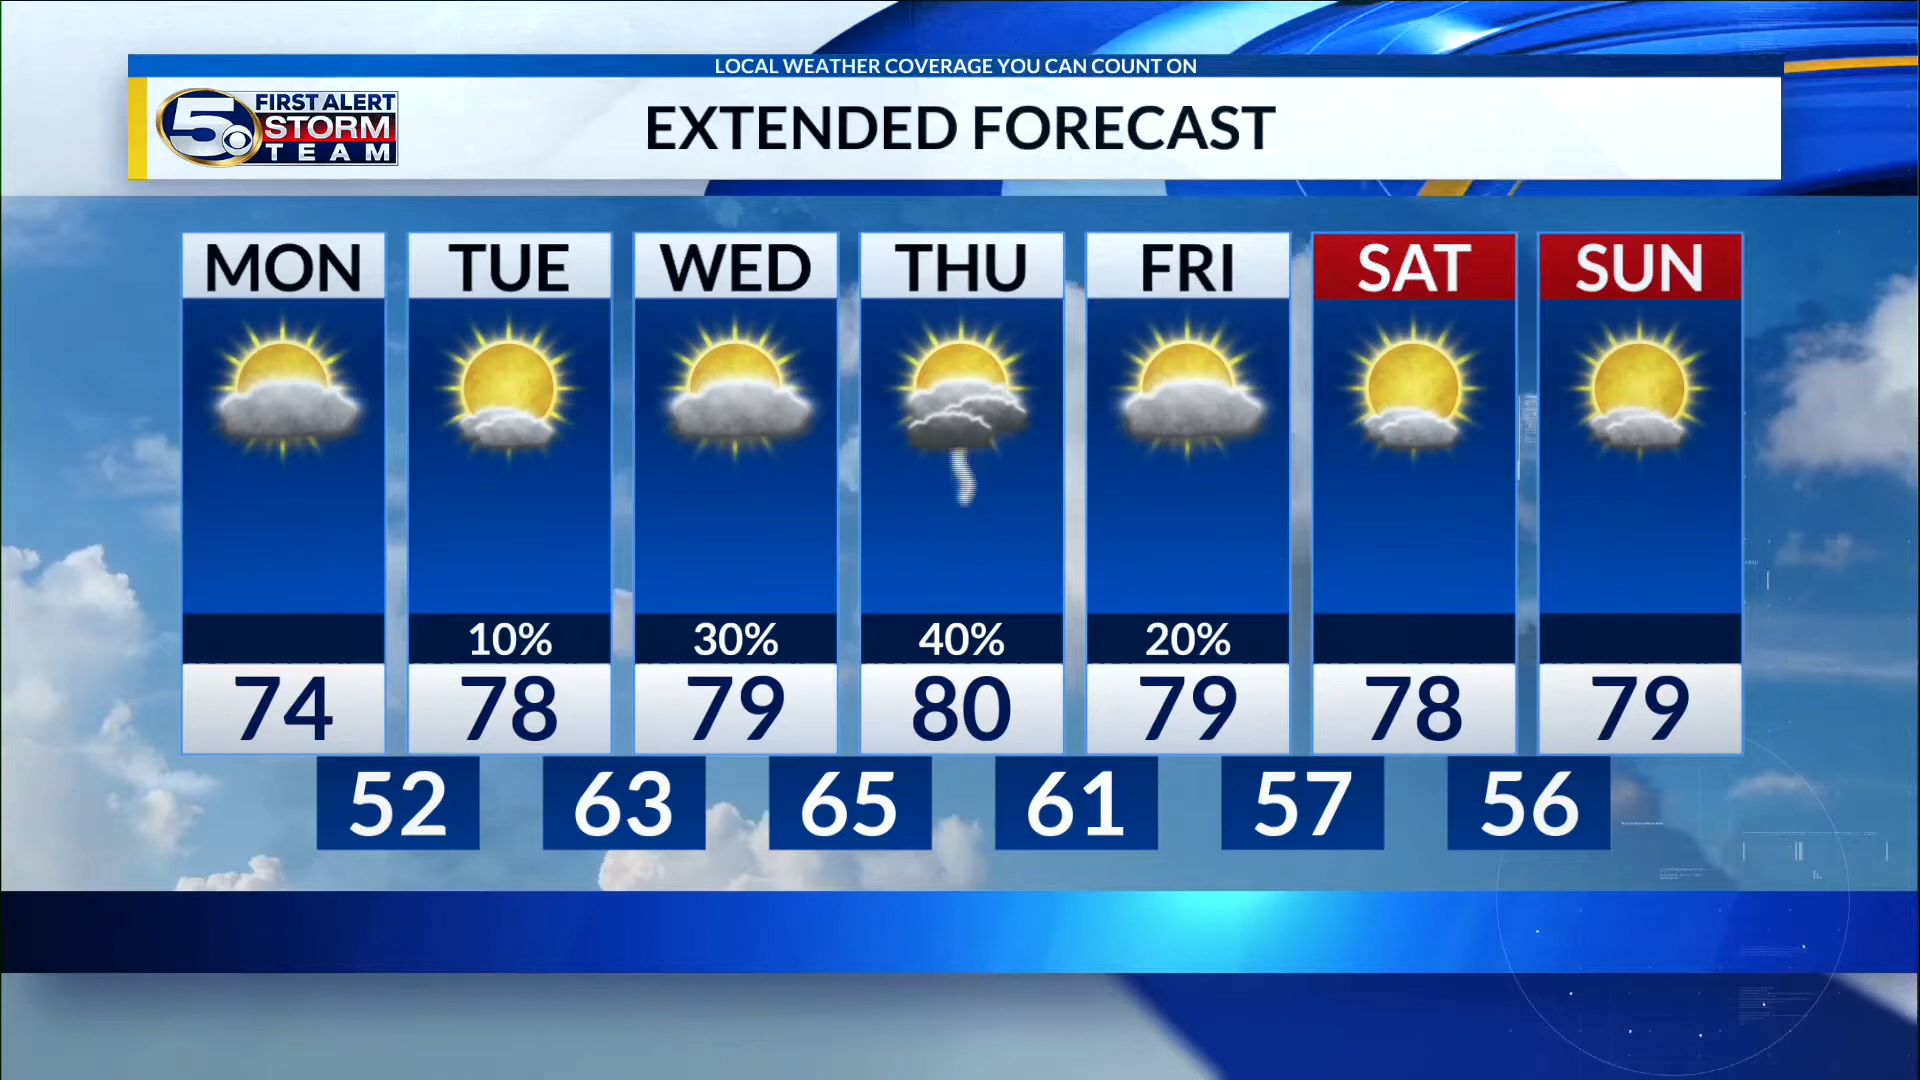 LOCAL WEATHER COVERAGE YOU CAN COUNT ON
5 FIRST ALERT
STORM
TEAM
EXTENDED FORECAST
MON TUE WED THU FRI SAT SUN
10% 30% 40% 20%
74 78 79 80 79 78 79
52 63 65 61 57 56